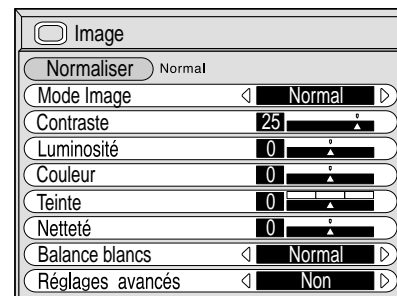 Image
Normaliser Normal
Mode Image Normal
Contraste 25
Luminosité 0
Couleur 0
Teinte 0
Netteté 0
Balance blancs Normal
Réglages avancés Non